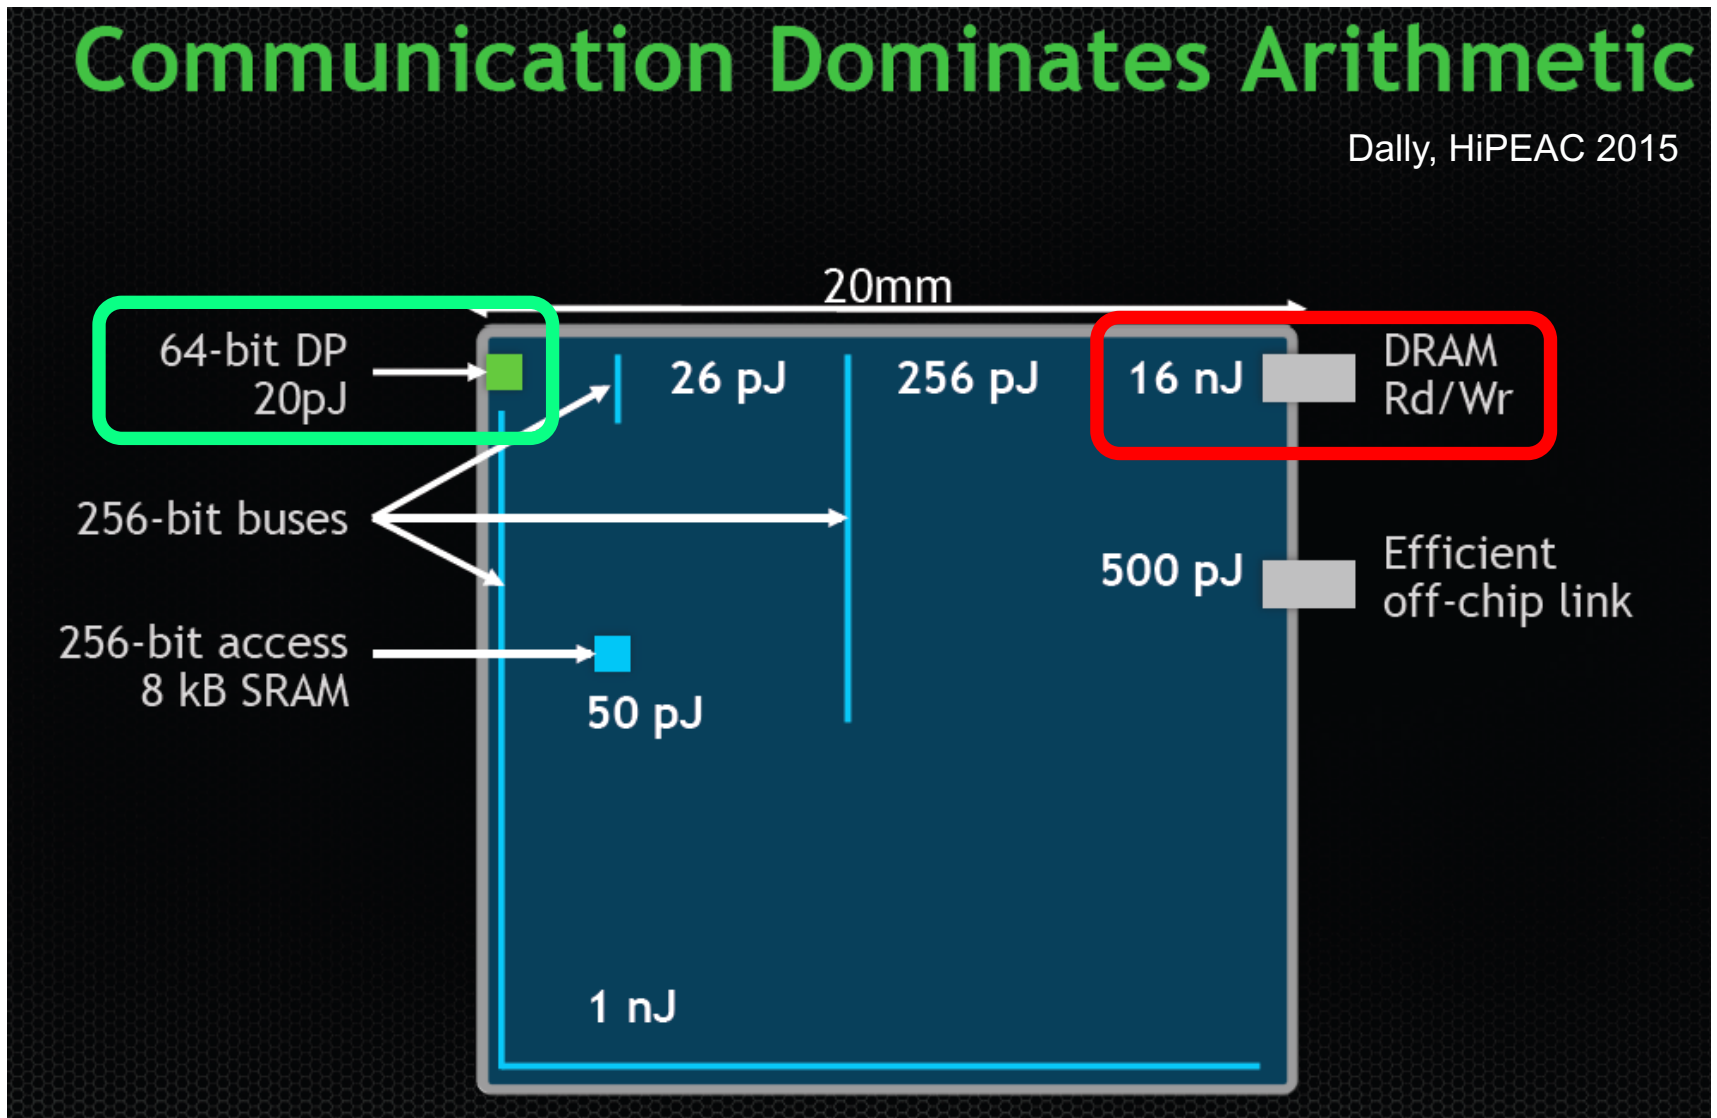 Communication Dominates Arithmetic
Dally, HiPEAC 2015
20mm
64-bit DP
20pJ
26 pJ
256 pJ
16 nJ
DRAM
Rd/Wr
256-bit buses
500 pJ
Efficient
off-chip link
256-bit access
8 kB SRAM
50 pJ
1 nJ